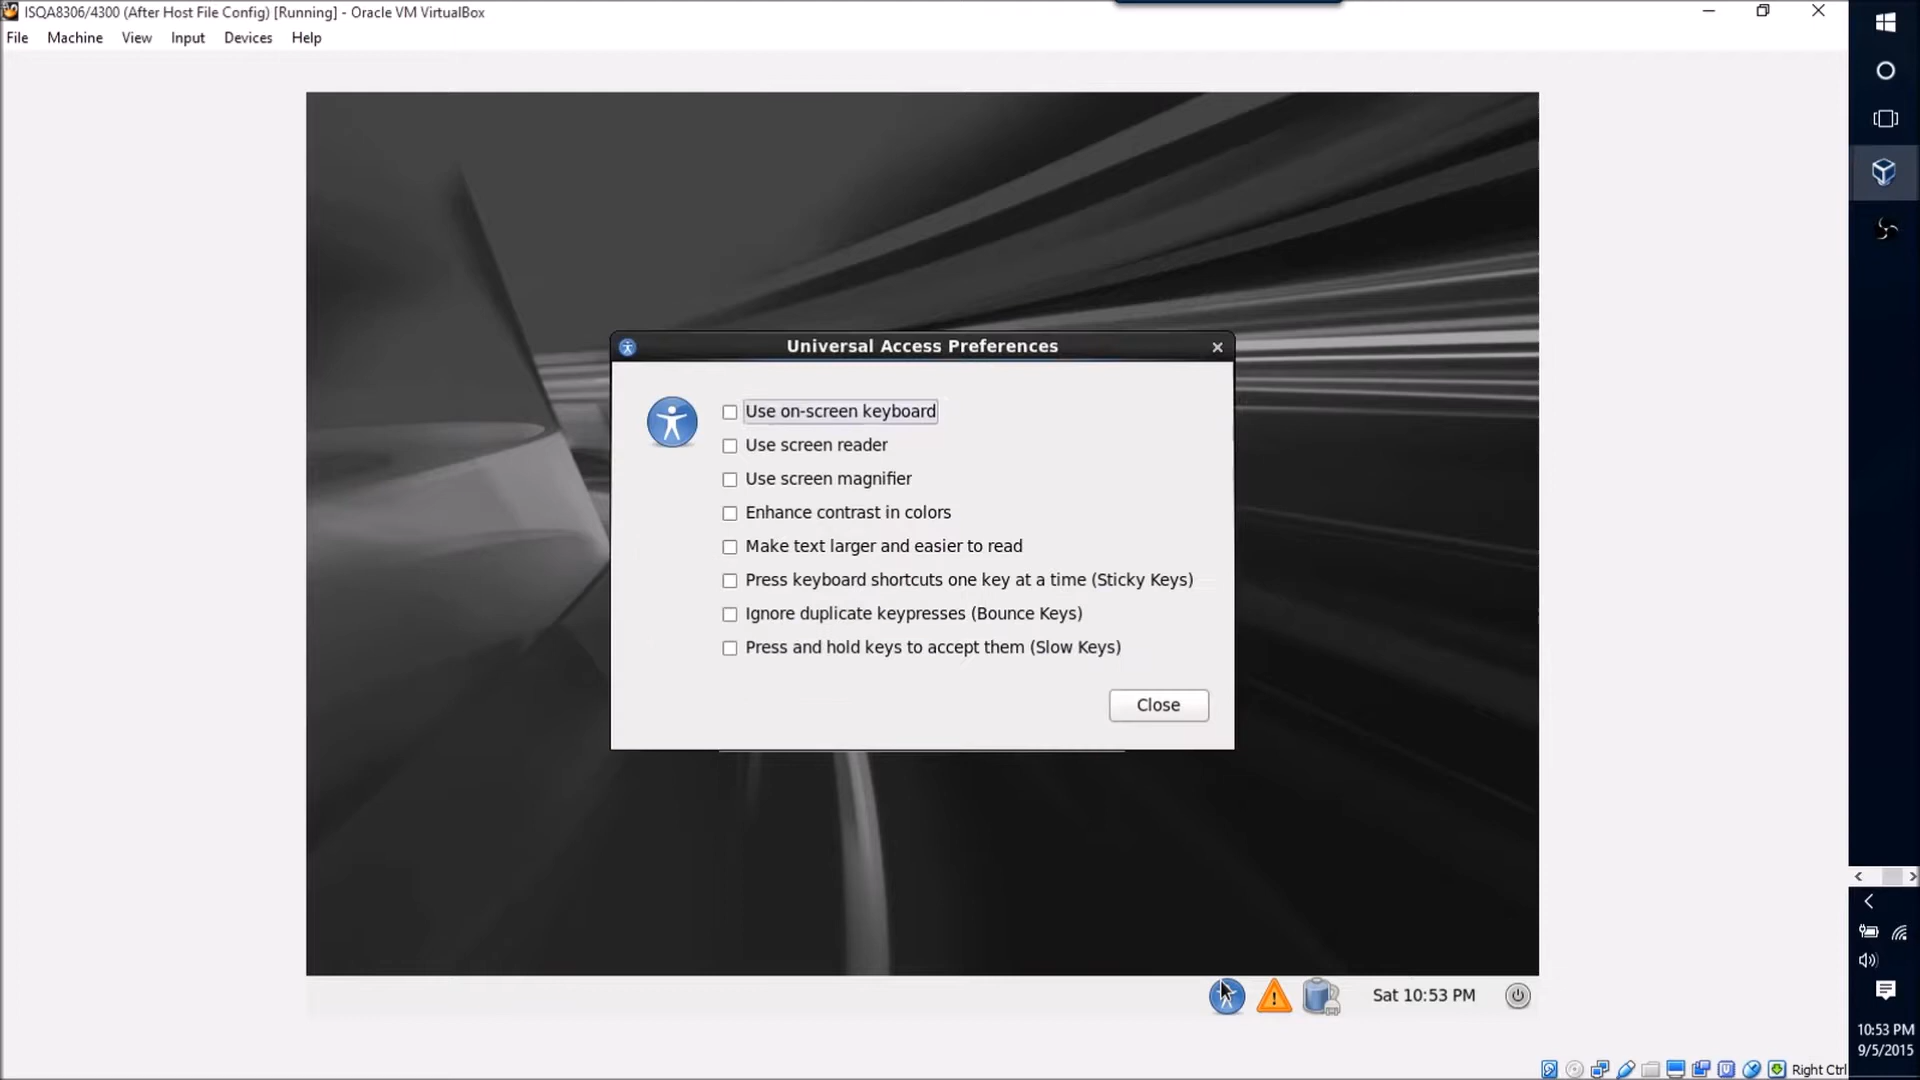 ISQA8306/4300 (After Host File Config) [Running] - Oracle VM VirtualBox
File Machine View Input Devices Help
Universal Access Preferences
Use on-screen keyboard
Use screen reader
Use screen magnifier
Enhance contrast in colors
Make text larger and easier to read
Press keyboard shortcuts one key at a time (Sticky Keys)
Ignore duplicate keypresses (Bounce Keys)
Press and hold keys to accept them (Slow Keys)
Close
Sat 10:53 PM
10:53 PM
9/5/2015
Right Ctrl